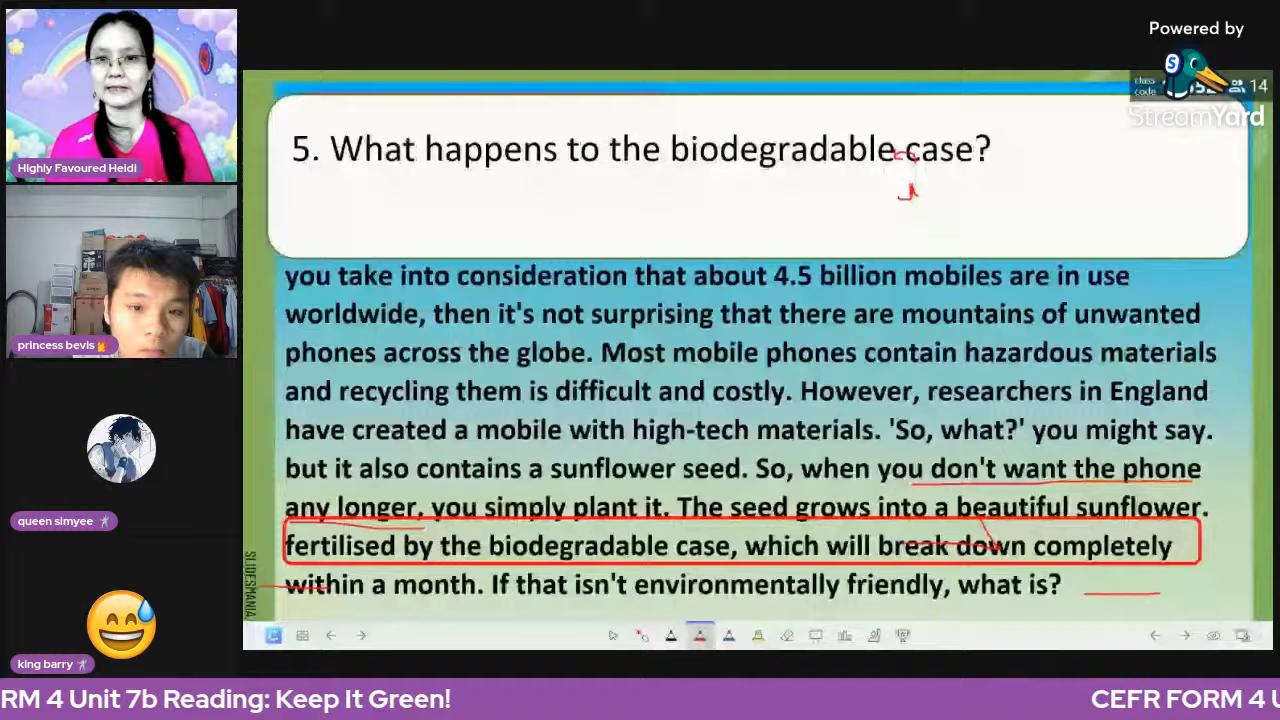 Powered by
class
code
14
StreamYard
Highly Favoured Heidi
princess bevis
queen simyee
king barry
5. What happens to the biodegradable case?
you take into consideration that about 4.5 billion mobiles are in use
worldwide, then it's not surprising that there are mountains of unwanted
phones across the globe. Most mobile phones contain hazardous materials
and recycling them is difficult and costly. However, researchers in England
have created a mobile with high-tech materials. 'So, what?' you might say.
but it also contains a sunflower seed. So, when you don't want the phone
any longer, you simply plant it. The seed grows into a beautiful sunflower.
fertilised by the biodegradable case, which will break down completely
within a month. If that isn't environmentally friendly, what is?
SLIDESMANIA
RM 4 Unit 7b Reading: Keep It Green!
CEFR FORM 4 U